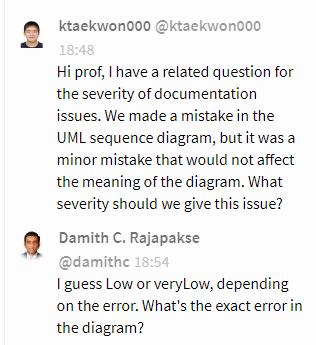 ktaekwon000 @ktaekwon000
18:48
Hi prof, I have a related question for
the severity of documentation
issues. We made a mistake in the
UML sequence diagram, but it was a
minor mistake that would not affect
the meaning of the diagram. What
severity should we give this issue?
Damith C. Rajapakse
@damithc 18:54
I guess Low or veryLow, depending
on the error. What's the exact error in
the diagram?